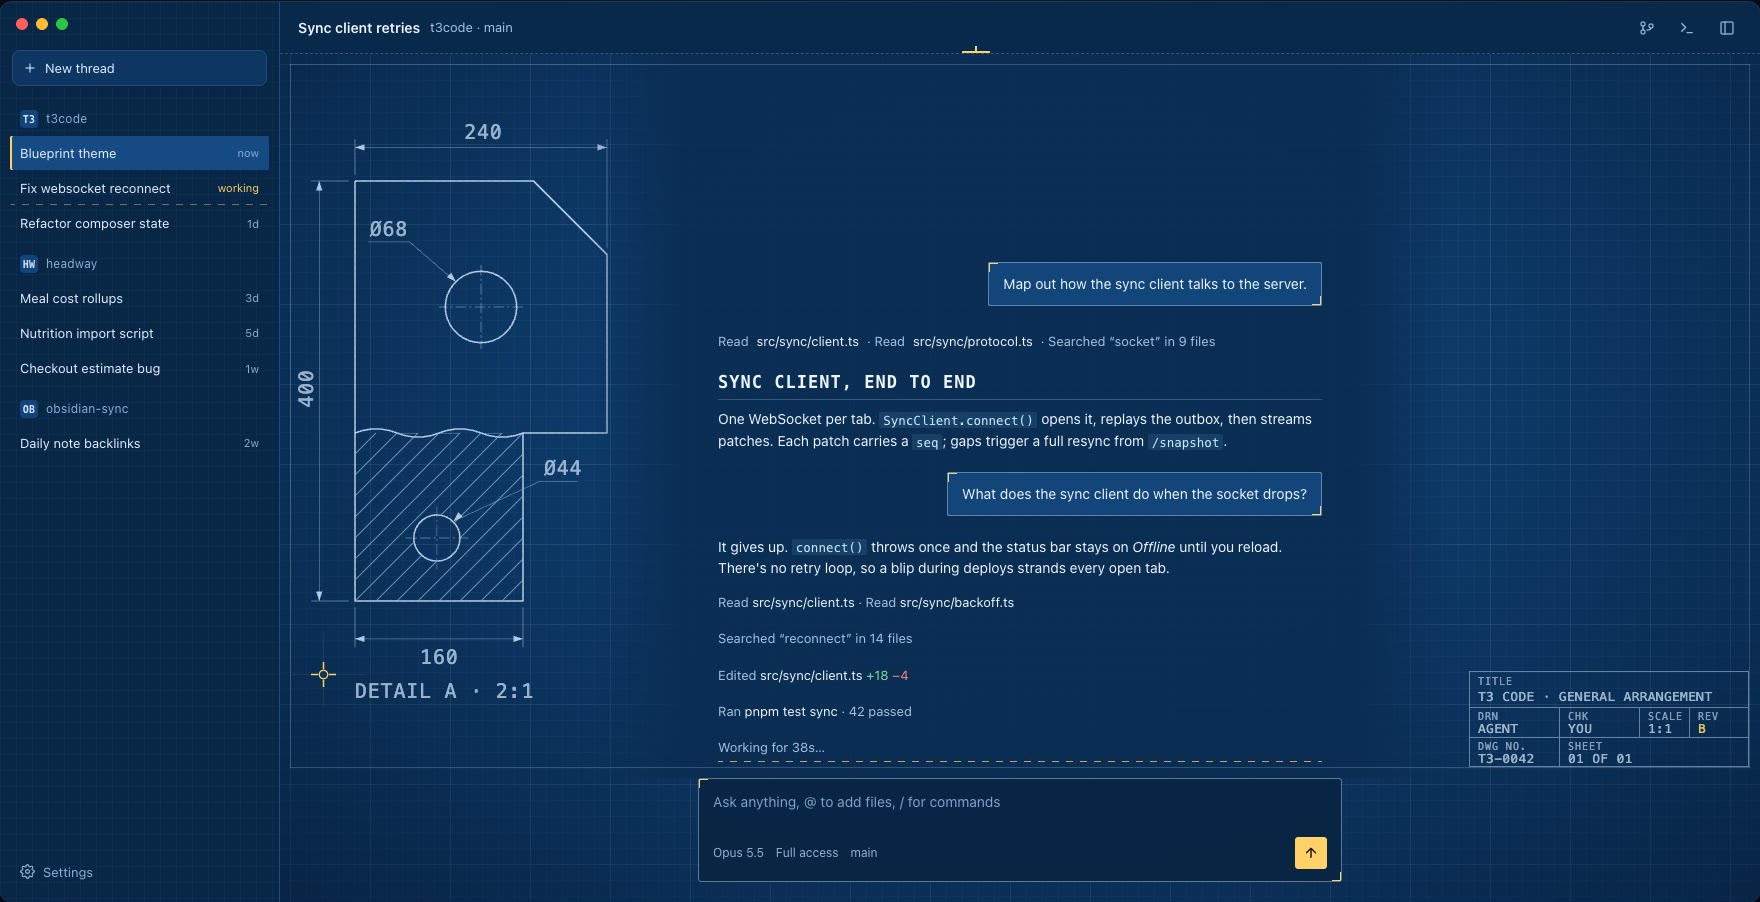 Sync client retries t3code · main
New thread
T3 t3code
Blueprint theme now
Fix websocket reconnect working
Refactor composer state 1d
HW headway
Meal cost rollups 3d
Nutrition import script 5d
Checkout estimate bug 1w
OB obsidian-sync
Daily note backlinks 2w
Settings
240
Ø68
400
Ø44
160
DETAIL A · 2:1
Map out how the sync client talks to the server.
Read src/sync/client.ts · Read src/sync/protocol.ts · Searched “socket” in 9 files
SYNC CLIENT, END TO END
One WebSocket per tab. SyncClient.connect() opens it, replays the outbox, then streams
patches. Each patch carries a seq; gaps trigger a full resync from /snapshot.
What does the sync client do when the socket drops?
It gives up. connect() throws once and the status bar stays on Offline until you reload.
There's no retry loop, so a blip during deploys strands every open tab.
Read src/sync/client.ts · Read src/sync/backoff.ts
Searched “reconnect” in 14 files
Edited src/sync/client.ts +18 −4
Ran pnpm test sync · 42 passed
Working for 38s…
Ask anything, @ to add files, / for commands
Opus 5.5 Full access main
TITLE
T3 CODE · GENERAL ARRANGEMENT
DRN CHK SCALE REV
AGENT YOU 1:1 B
DWG NO. SHEET
T3-0042 01 OF 01